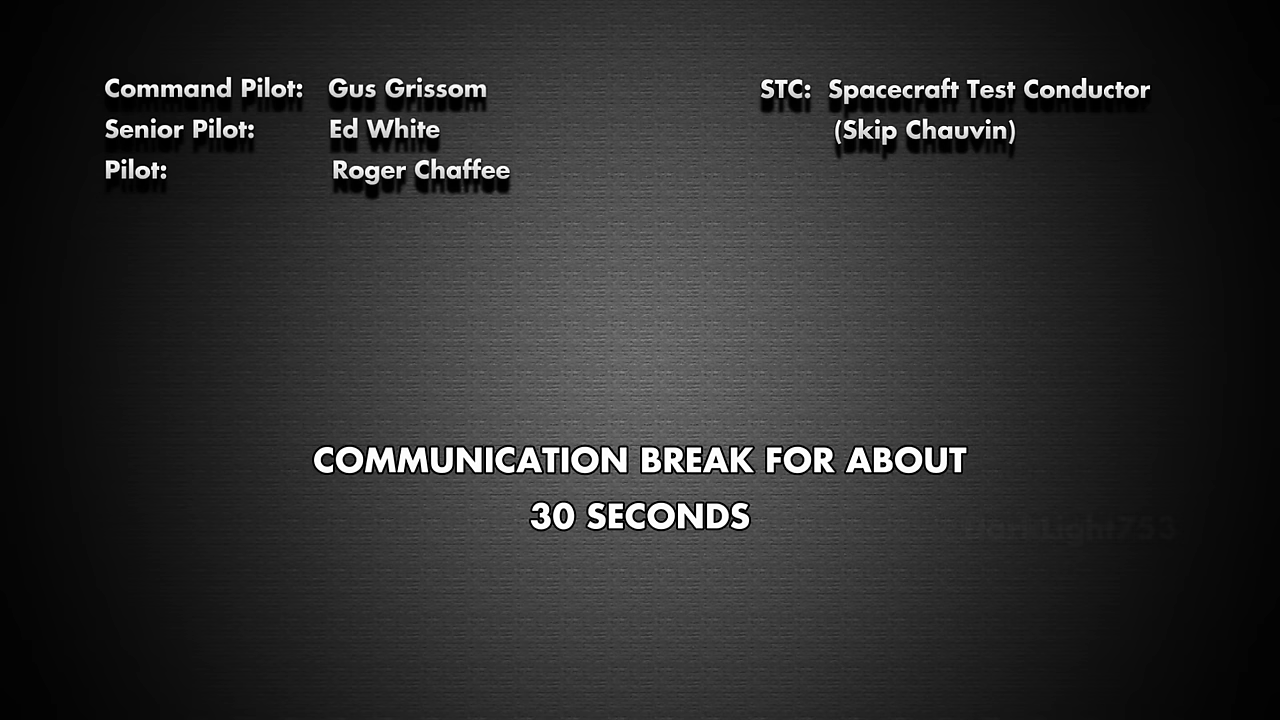 Command Pilot: Gus Grissom
Senior Pilot: Ed White
Pilot: Roger Chaffee
STC: Spacecraft Test Conductor
(Skip Chauvin)
COMMUNICATION BREAK FOR ABOUT
30 SECONDS